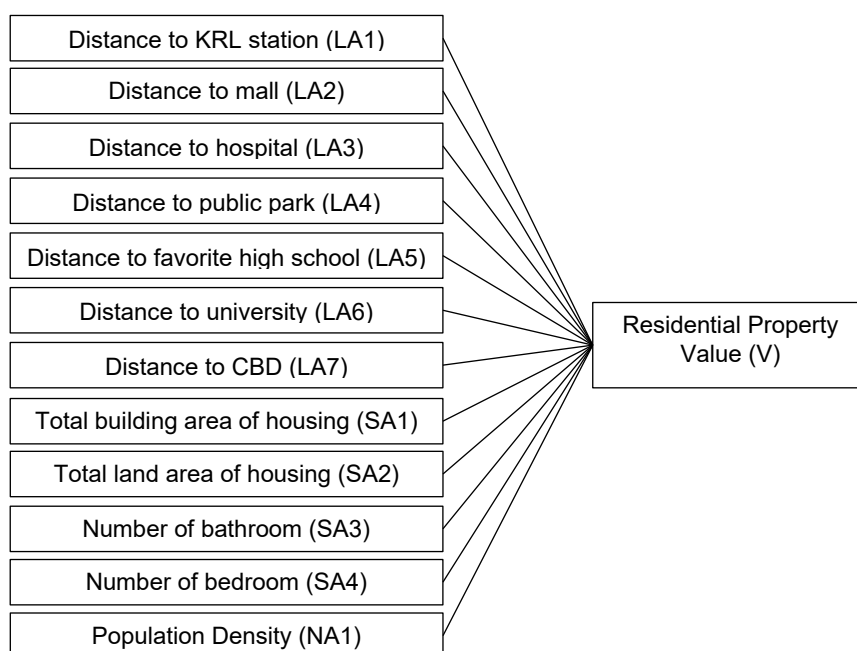 Distance to KRL station (LA1)
Distance to mall (LA2)
Distance to hospital (LA3)
Distance to public park (LA4)
Distance to favorite high school (LA5)
Distance to university (LA6)
Distance to CBD (LA7)
Total building area of housing (SA1)
Total land area of housing (SA2)
Number of bathroom (SA3)
Number of bedroom (SA4)
Population Density (NA1)
Residential Property
Value (V)